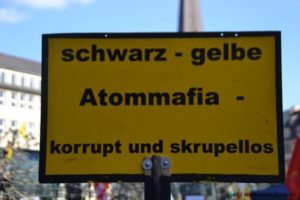 schwarz - gelbe
Atommafia -
korrupt und skrupellos